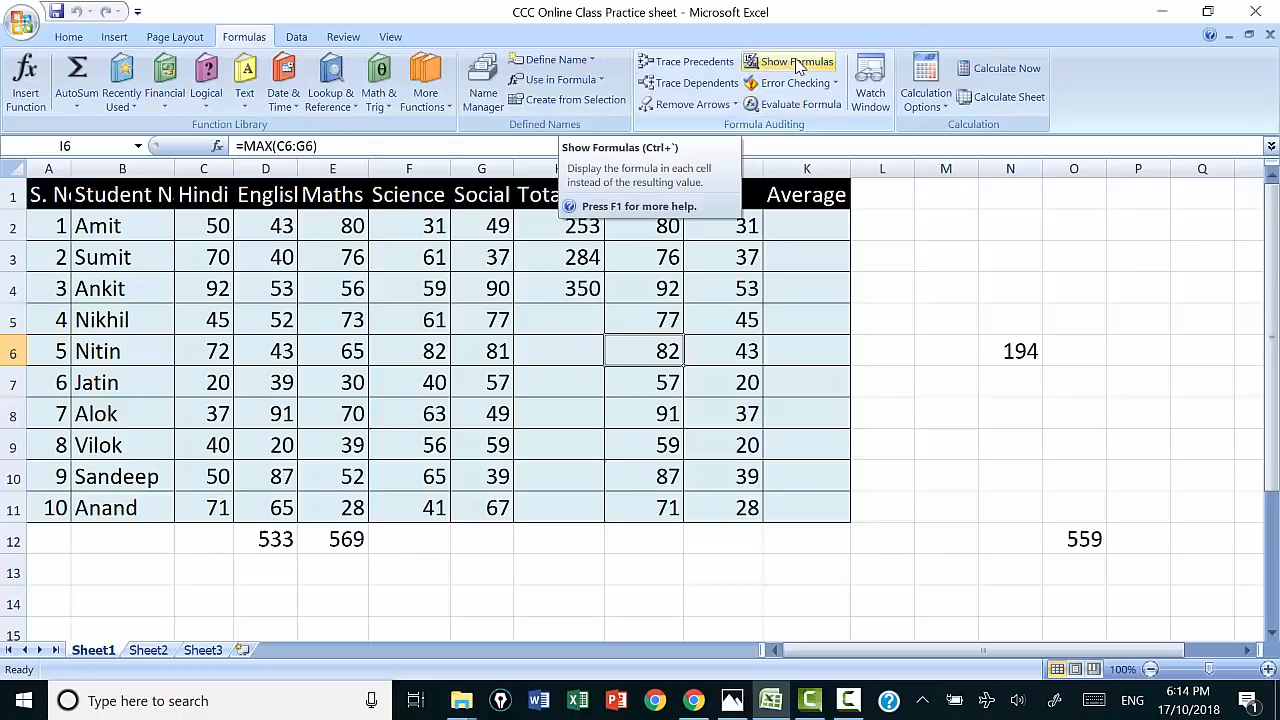 CCC Online Class Practice sheet - Microsoft Excel
Home Insert Page Layout Formulas Data Review View
Insert Function
AutoSum
Recently Used
Financial
Logical
Text
Date & Time
Lookup & Reference
Math & Trig
More Functions
Function Library
Name Manager
Define Name
Use in Formula
Create from Selection
Defined Names
Trace Precedents
Trace Dependents
Remove Arrows
Show Formulas
Error Checking
Evaluate Formula
Formula Auditing
Watch Window
Calculation Options
Calculate Now
Calculate Sheet
Calculation
I6 fx =MAX(C6:G6)
Show Formulas (Ctrl+`)
Display the formula in each cell
instead of the resulting value.
Press F1 for more help.
A B C D E F G K L M N O P Q
1 S. No Student N Hindi English Maths Science Social Tota Average
2 1 Amit 50 43 80 31 49 253 80 31
3 2 Sumit 70 40 76 61 37 284 76 37
4 3 Ankit 92 53 56 59 90 350 92 53
5 4 Nikhil 45 52 73 61 77 77 45
6 5 Nitin 72 43 65 82 81 82 43 194
7 6 Jatin 20 39 30 40 57 57 20
8 7 Alok 37 91 70 63 49 91 37
9 8 Vilok 40 20 39 56 59 59 20
10 9 Sandeep 50 87 52 65 39 87 39
11 10 Anand 71 65 28 41 67 71 28
12 533 569 559
13
14
15
Sheet1 Sheet2 Sheet3
Ready 100%
Type here to search
ENG
6:14 PM
17/10/2018